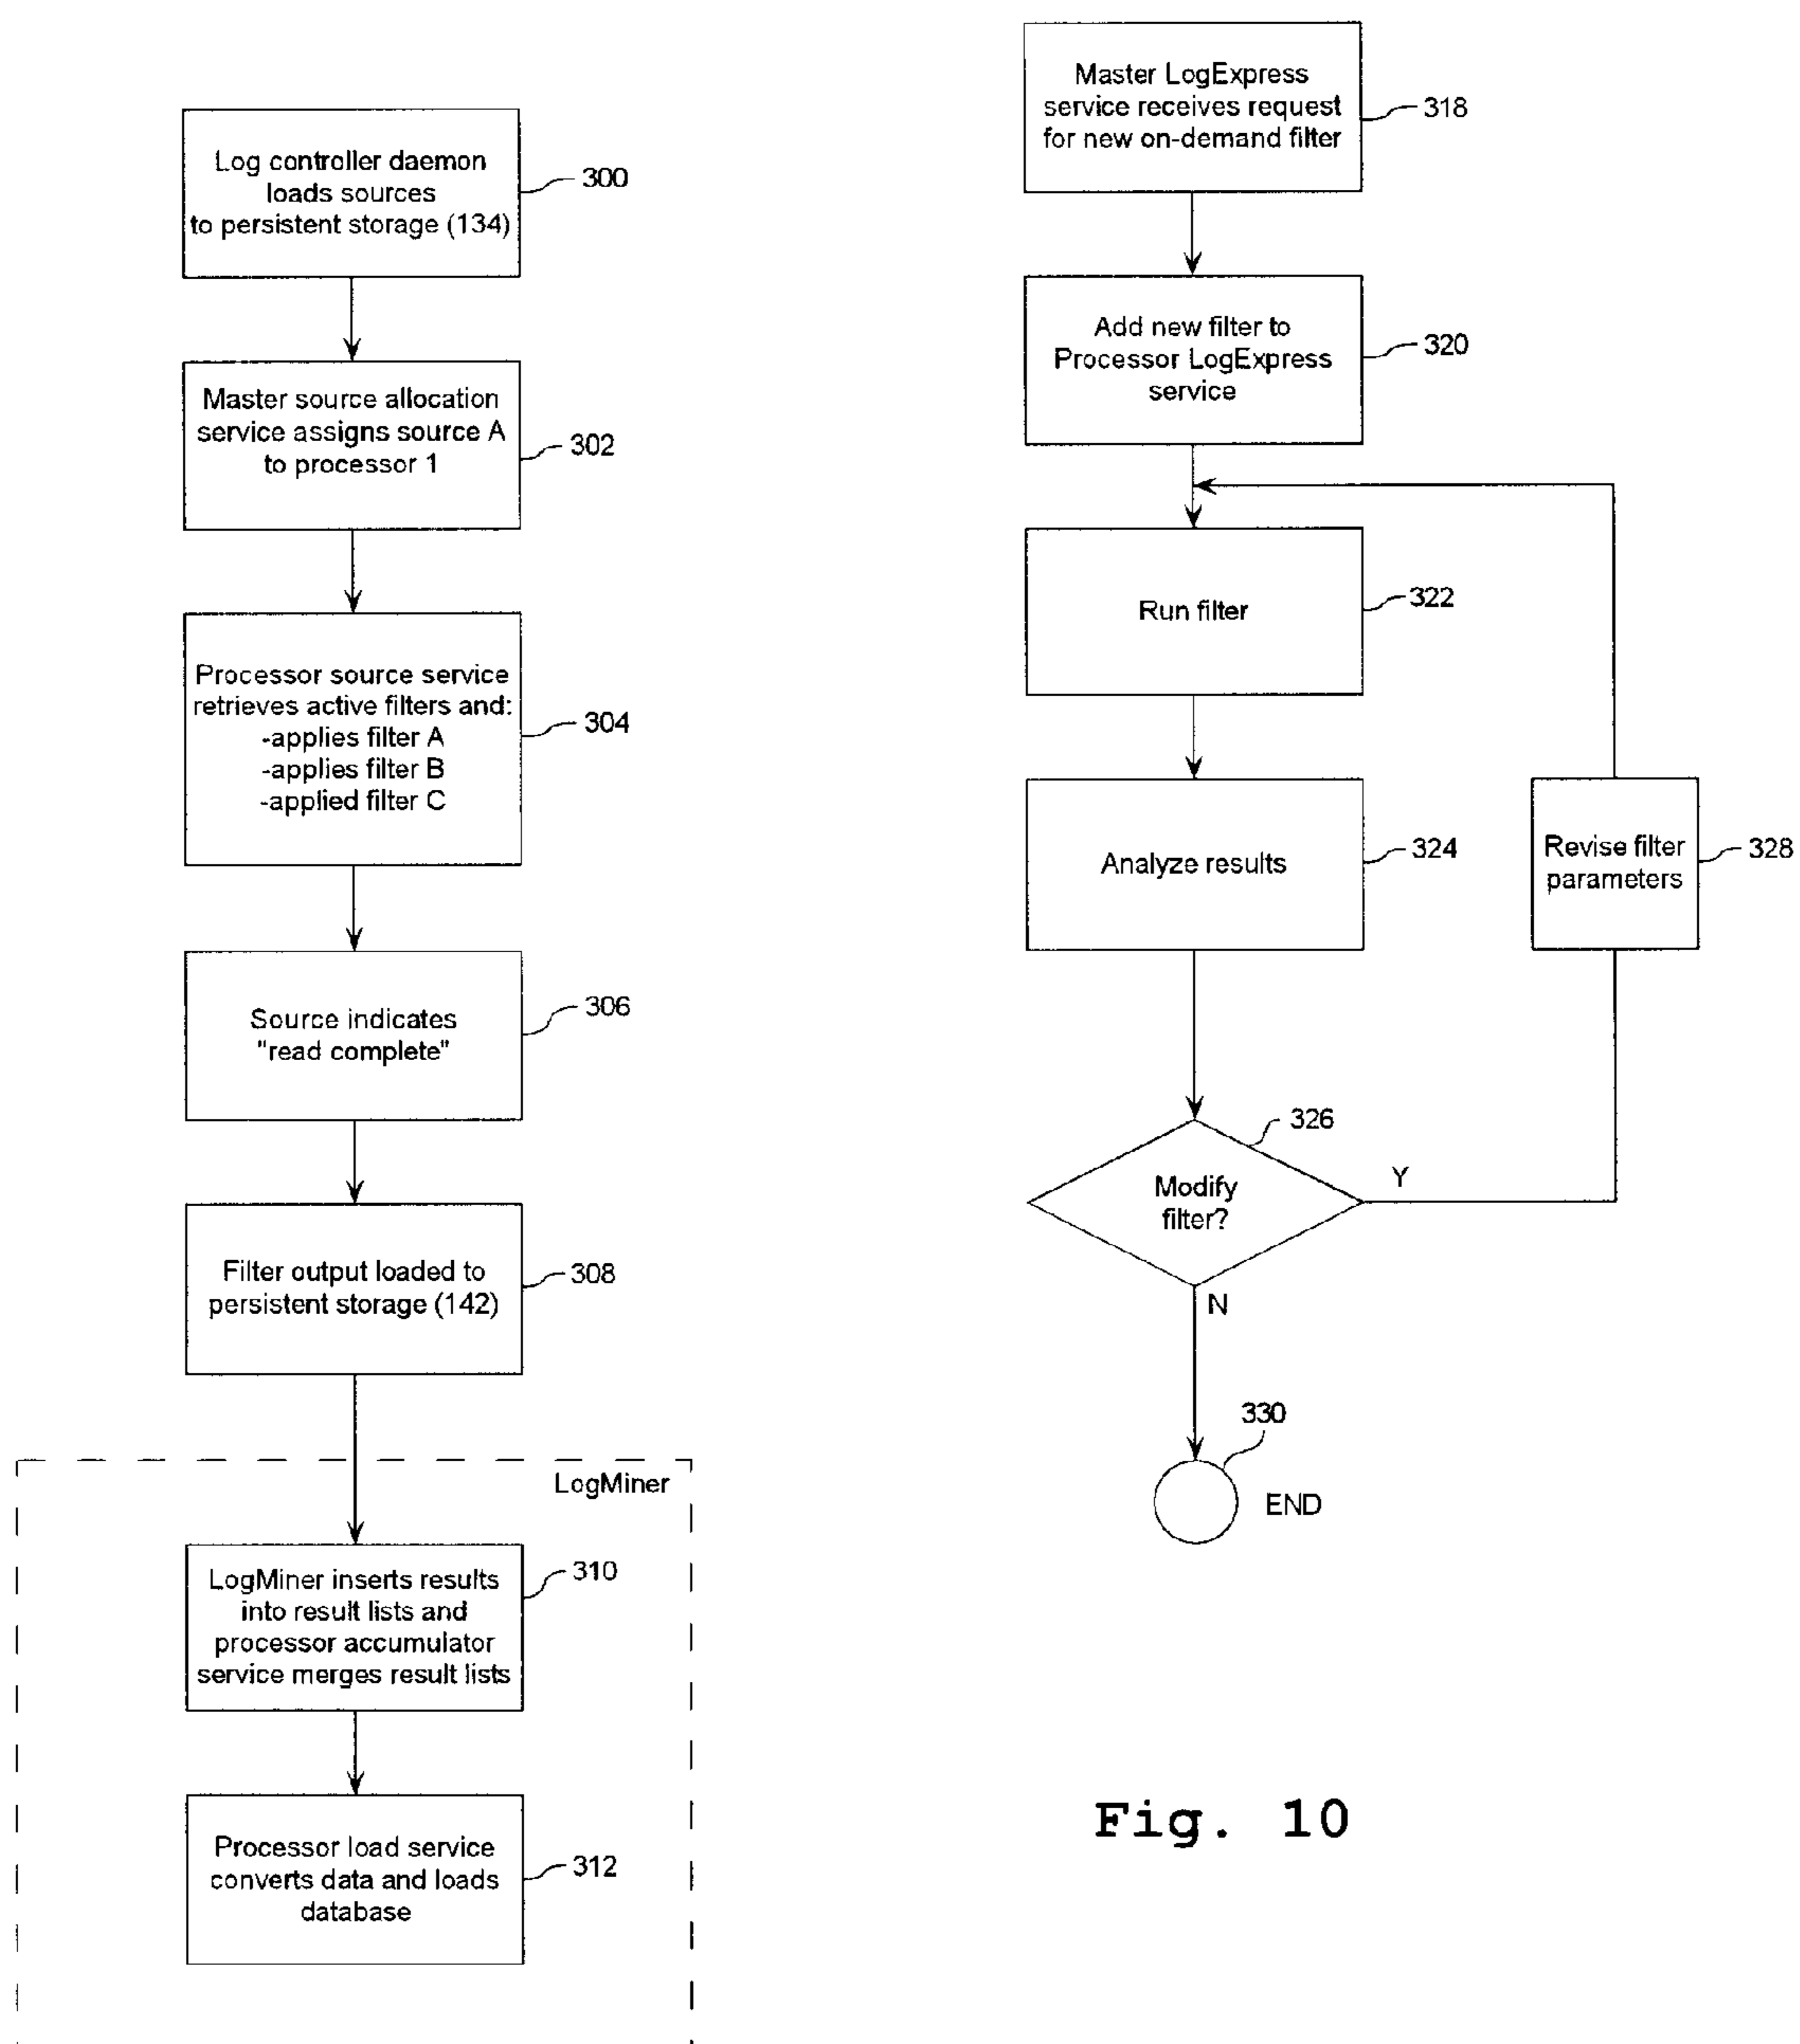 Log controller daemon
loads sources
to persistent storage (134)
300
Master source allocation
service assigns source A
to processor 1
302
Processor source service
retrieves active filters and:
-applies filter A
-applies filter B
-applied filter C
304
Source indicates
"read complete"
306
Filter output loaded to
persistent storage (142)
308
LogMiner
LogMiner inserts results
into result lists and
processor accumulator
service merges result lists
310
Processor load service
converts data and loads
database
312
Master LogExpress
service receives request
for new on-demand filter
318
Add new filter to
Processor LogExpress
service
320
Run filter
322
Analyze results
324
Revise filter
parameters
328
Modify
filter?
326
Y
N
330
END
Fig. 10